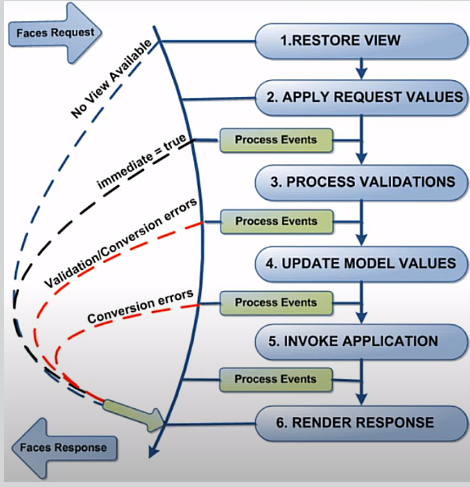 Faces Request
1.RESTORE VIEW
No View Available
2. APPLY REQUEST VALUES
immediate = true
Process Events
3. PROCESS VALIDATIONS
Validation/Conversion errors
Process Events
4. UPDATE MODEL VALUES
Conversion errors
Process Events
5. INVOKE APPLICATION
Process Events
6. RENDER RESPONSE
Faces Response